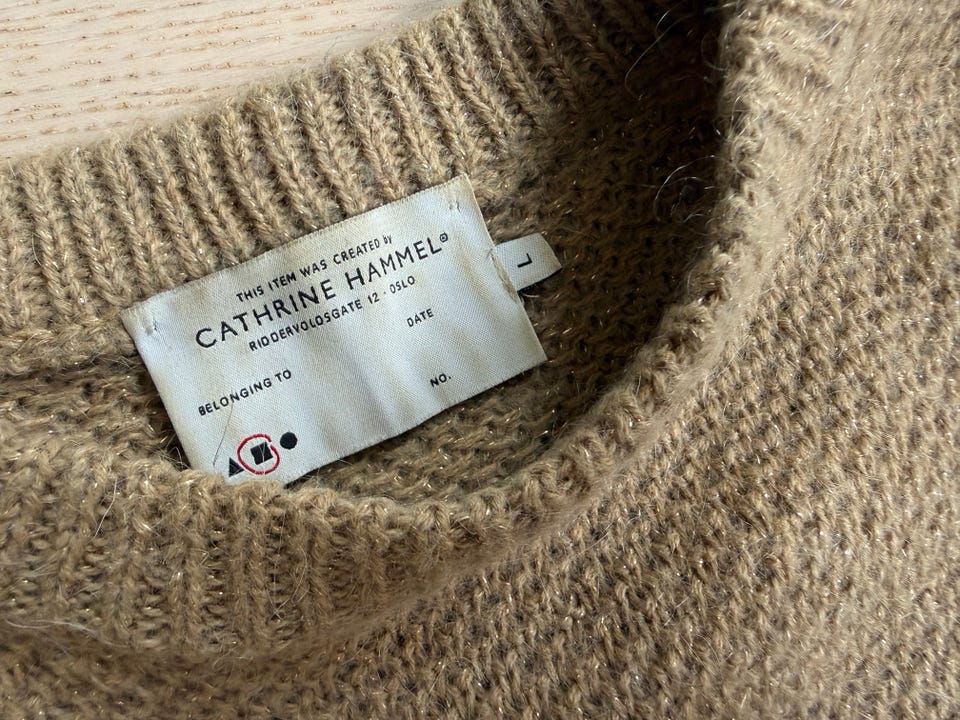 THIS ITEM WAS CREATED by
CATHRINE HAMMEL®
RIDDERVOLDSGATE 12 · OSLO
DATE
BELONGING TO
NO.
L